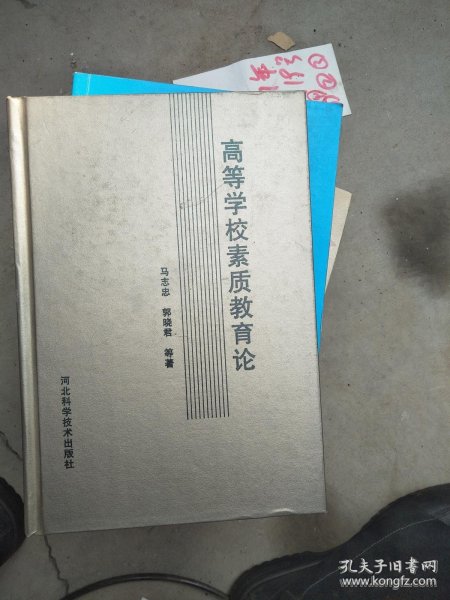 高等学校素质教育论
马志忠 郭晓君 等著
河北科学技术出版社
孔夫子旧书网
www.kongfz.com